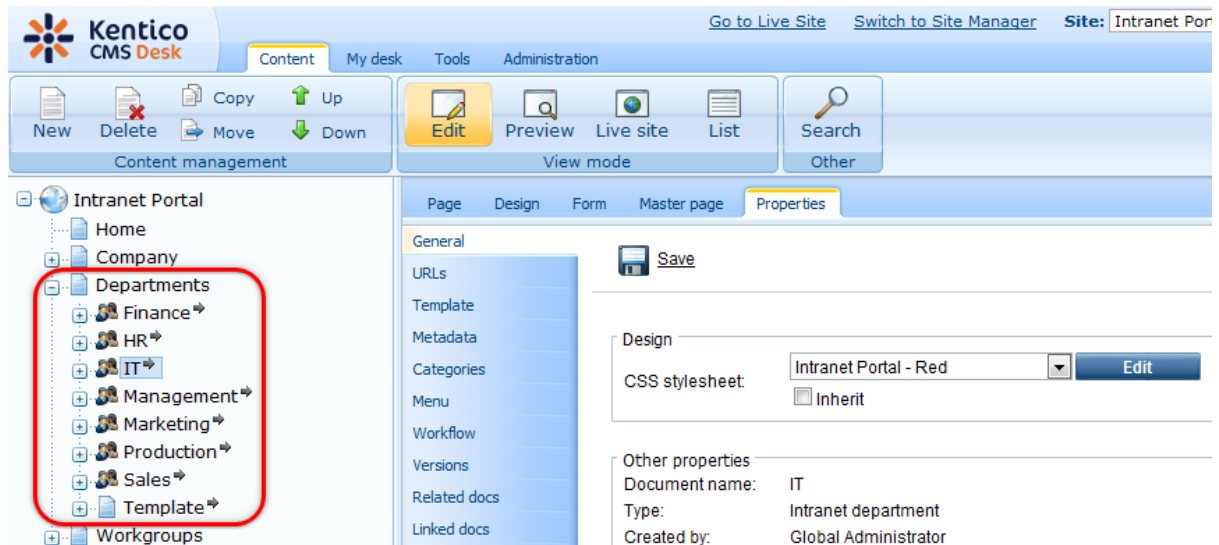 Kentico
CMS Desk
Go to Live Site Switch to Site Manager Site: Intranet Por
Content My desk Tools Administration
New Delete Copy Move Up Down
Content management
Edit Preview Live site List
View mode
Search
Other
Intranet Portal
Home
Company
Departments
Finance
HR
IT
Management
Marketing
Production
Sales
Template
Workgroups
Page Design Form Master page Properties
General
URLs
Template
Metadata
Categories
Menu
Workflow
Versions
Related docs
Linked docs
Save
Design
CSS stylesheet: Intranet Portal - Red Edit
Inherit
Other properties
Document name: IT
Type: Intranet department
Created by: Global Administrator